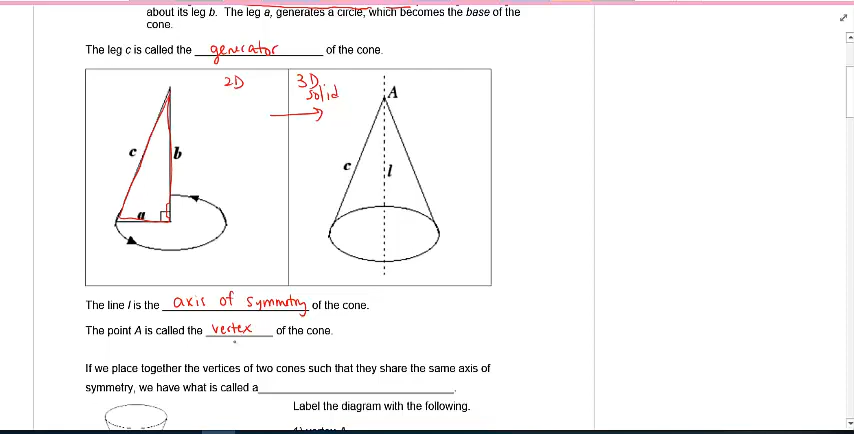 about its leg b. The leg a, generates a circle, which becomes the base of the
cone.
The leg c is called the generator of the cone.
2D
3D
solid
A
c
b
a
c
l
The line l is the axis of symmetry of the cone.
The point A is called the vertex of the cone.
If we place together the vertices of two cones such that they share the same axis of
symmetry, we have what is called a____________________.
Label the diagram with the following.